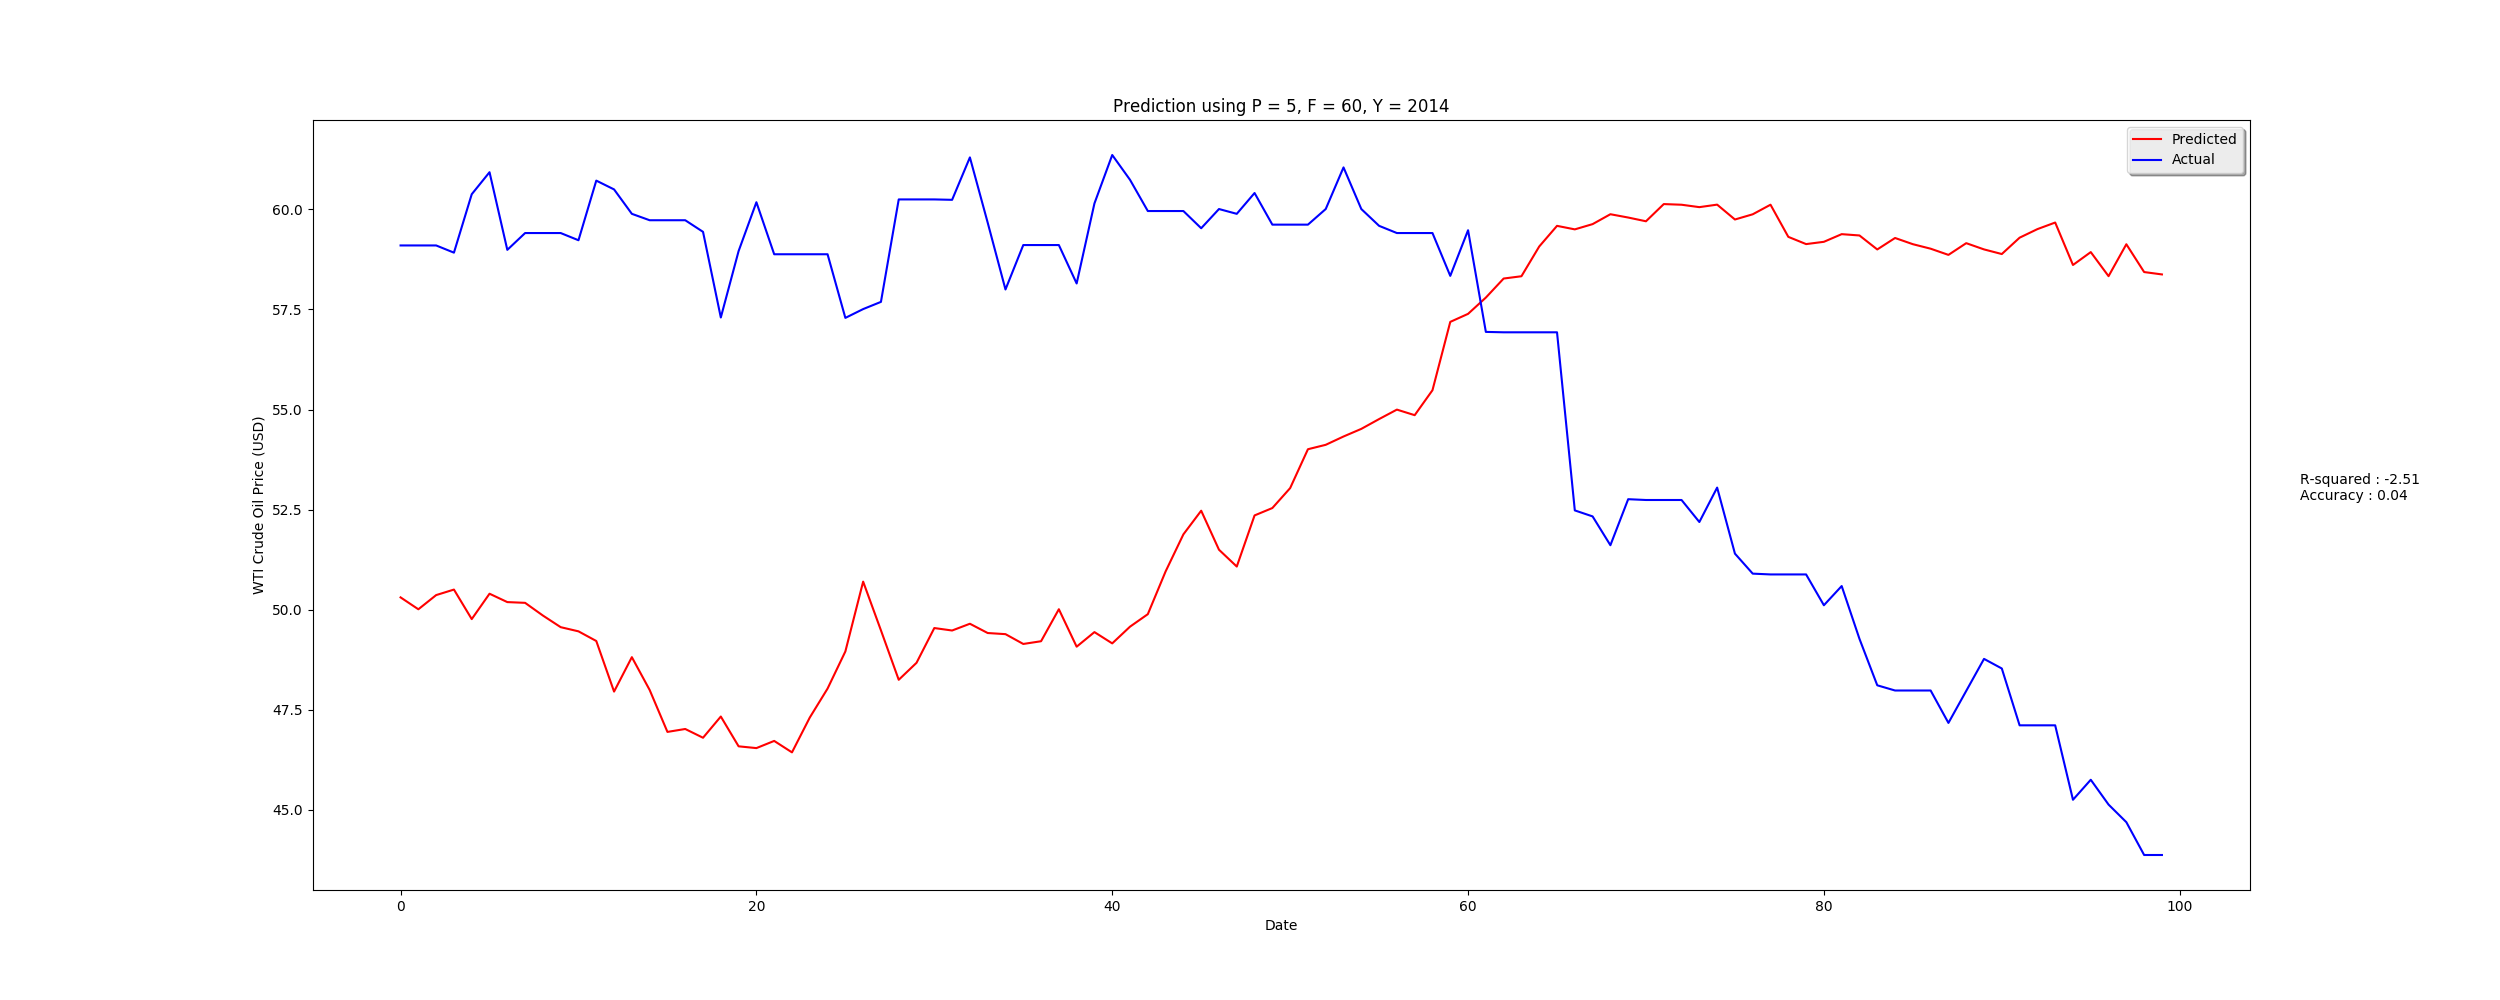 Prediction using P = 5, F = 60, Y = 2014
Predicted
Actual
60.0
57.5
55.0
52.5
50.0
47.5
45.0
WTI Crude Oil Price (USD)
R-squared : -2.51
Accuracy : 0.04
0 20 40 60 80 100
Date